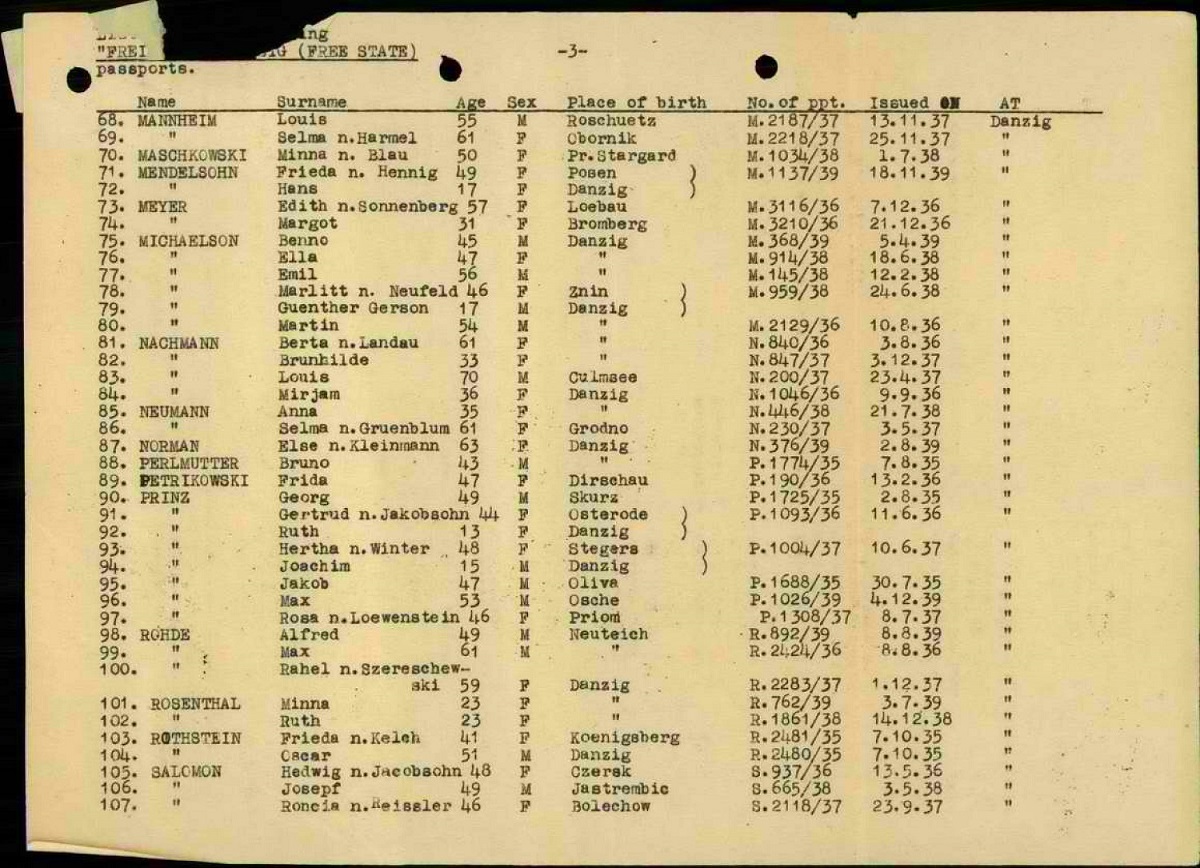 ng
"FREI IG (FREE STATE) -3-
passports.
Name Surname Age Sex Place of birth No. of ppt. Issued ON AT
68. MANNHEIM Louis 55 M Roschuetz M.2187/37 13.11.37 Danzig
69. " Selma n.Harmel 61 F Obornik M.2218/37 25.11.37 "
70. MASCHKOWSKI Minna n. Blau 50 F Pr.Stargard M.1034/38 1.7.38 "
71. MENDELSOHN Frieda n. Hennig 49 F Posen ) M.1137/39 18.11.39 "
72. " Hans 17 F Danzig )
73. MEYER Edith n.Sonnenberg 57 F Loebau M.3116/36 7.12.36 "
74. " Margot 31 F Bromberg M.3210/36 21.12.36 "
75. MICHAELSON Benno 45 M Danzig M.368/39 5.4.39 "
76. " Ella 47 F " M.914/38 18.6.38 "
77. " Emil 56 M " M.145/38 12.2.38 "
78. " Marlitt n. Neufeld 46 F Znin ) M.959/38 24.6.38 "
79. " Guenther Gerson 17 M Danzig )
80. " Martin 54 M " M.2129/36 10.8.36 "
81. NACHMANN Berta n.Landau 61 F " N.840/36 3.8.36 "
82. " Brunhilde 33 F " N.847/37 3.12.37 "
83. " Louis 70 M Culmsee N.200/37 23.4.37 "
84. " Mirjam 36 F Danzig N.1046/36 9.9.36 "
85. NEUMANN Anna 35 F " N.446/38 21.7.38 "
86. " Selma n.Gruenblum 61 F Grodno N.230/37 3.5.37 "
87. NORMAN Else n.Kleinmann 63 F Danzig N.376/39 2.8.39 "
88. PERLMUTTER Bruno 43 M " P.1774/35 7.8.35 "
89. PETRIKOWSKI Frida 47 F Dirschau P.190/36 13.2.36 "
90. PRINZ Georg 49 M Skurz P.1725/35 2.8.35 "
91. " Gertrud n.Jakobsohn 44 F Osterode ) P.1093/36 11.6.36 "
92. " Ruth 13 F Danzig )
93. " Hertha n.Winter 48 F Stegers ) P.1004/37 10.6.37 "
94. " Joachim 15 M Danzig )
95. " Jakob 47 M Oliva P.1688/35 30.7.35 "
96. " Max 53 M Osche P.1026/39 4.12.39 "
97. " Rosa n.Loewenstein 46 F Priom P.1308/37 8.7.37 "
98. ROHDE Alfred 49 M Neuteich R.892/39 8.8.39 "
99. " Max 61 M " R.2424/36 8.8.36 "
100. " Rahel n.Szereschew-
ski 59 F Danzig R.2283/37 1.12.37 "
101. ROSENTHAL Minna 23 F " R.762/39 3.7.39 "
102. " Ruth 23 F " R.1861/38 14.12.38 "
103. ROTHSTEIN Frieda n.Kelch 41 F Koenigsberg R.2481/35 7.10.35 "
104. " Oscar 51 M Danzig R.2480/35 7.10.35 "
105. SALOMON Hedwig n.Jacobsohn 48 F Czersk S.937/36 13.5.36 "
106. " Josepf 49 M Jastrembic S.665/38 3.5.38 "
107. " Roncia n.Reissler 46 F Bolechow S.2118/37 23.9.37 "